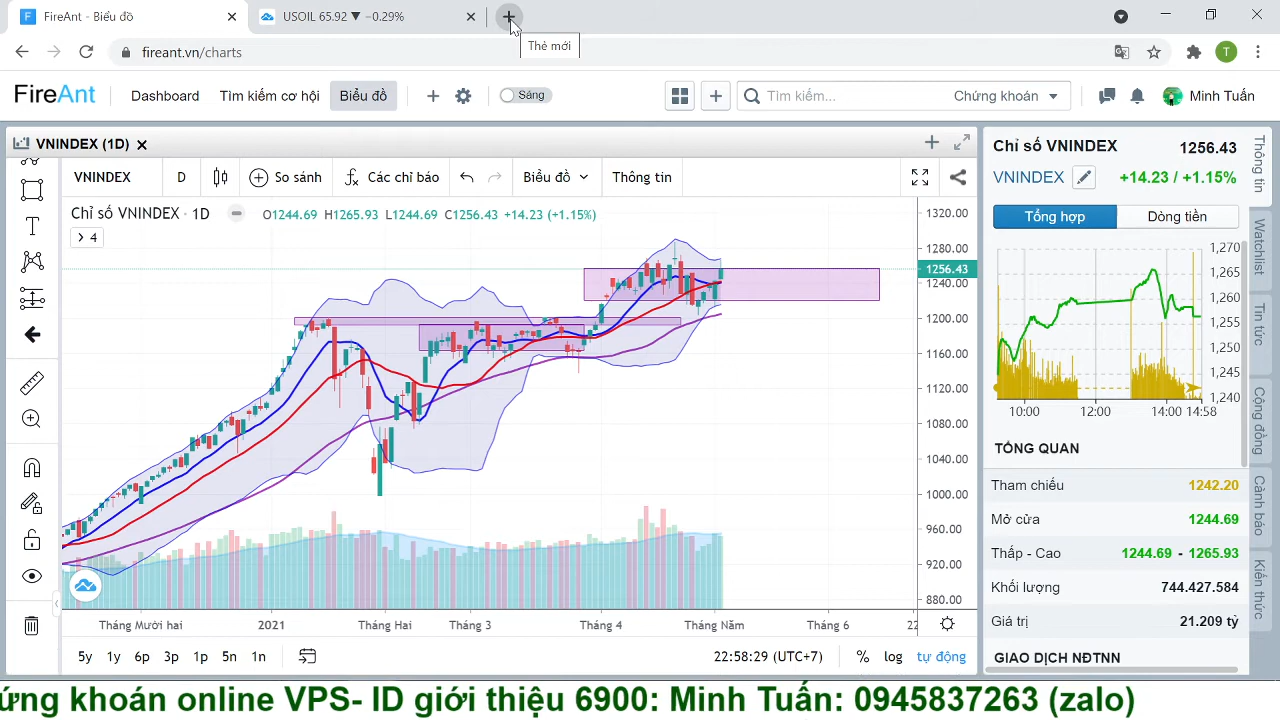 FireAnt - Biểu đồ
USOIL 65.92 ▼ −0.29%
Thẻ mới
fireant.vn/charts
T
FireAnt
Dashboard
Tìm kiếm cơ hội
Biểu đồ
Sáng
Tìm kiếm...
Chứng khoán
Minh Tuấn
VNINDEX (1D)
VNINDEX
D
So sánh
Các chỉ báo
Biểu đồ
Thông tin
Chỉ số VNINDEX · 1D
O1244.69 H1265.93 L1244.69 C1256.43 +14.23 (+1.15%)
4
1320.00
1280.00
1256.43
1240.00
1200.00
1160.00
1120.00
1080.00
1040.00
1000.00
960.00
920.00
880.00
Tháng Mười hai
2021
Tháng Hai
Tháng 3
Tháng 4
Tháng Năm
Tháng 6
22
5y 1y 6p 3p 1p 5n 1n
22:58:29 (UTC+7)
% log tự động
Chỉ số VNINDEX
1256.43
VNINDEX
+14.23 / +1.15%
Tổng hợp
Dòng tiền
1,270
1,265
1,260
1,255
1,250
1,245
1,240
10:00 12:00 14:00 14:58
TỔNG QUAN
Tham chiếu 1242.20
Mở cửa 1244.69
Thấp - Cao 1244.69 - 1265.93
Khối lượng 744.427.584
Giá trị 21.209 tỷ
GIAO DỊCH NĐTNN
Thông tin
Watchlist
Tin tức
Cộng đồng
Cảnh báo
Kiến thức
ứng khoán online VPS- ID giới thiệu 6900: Minh Tuấn: 0945837263 (zalo)